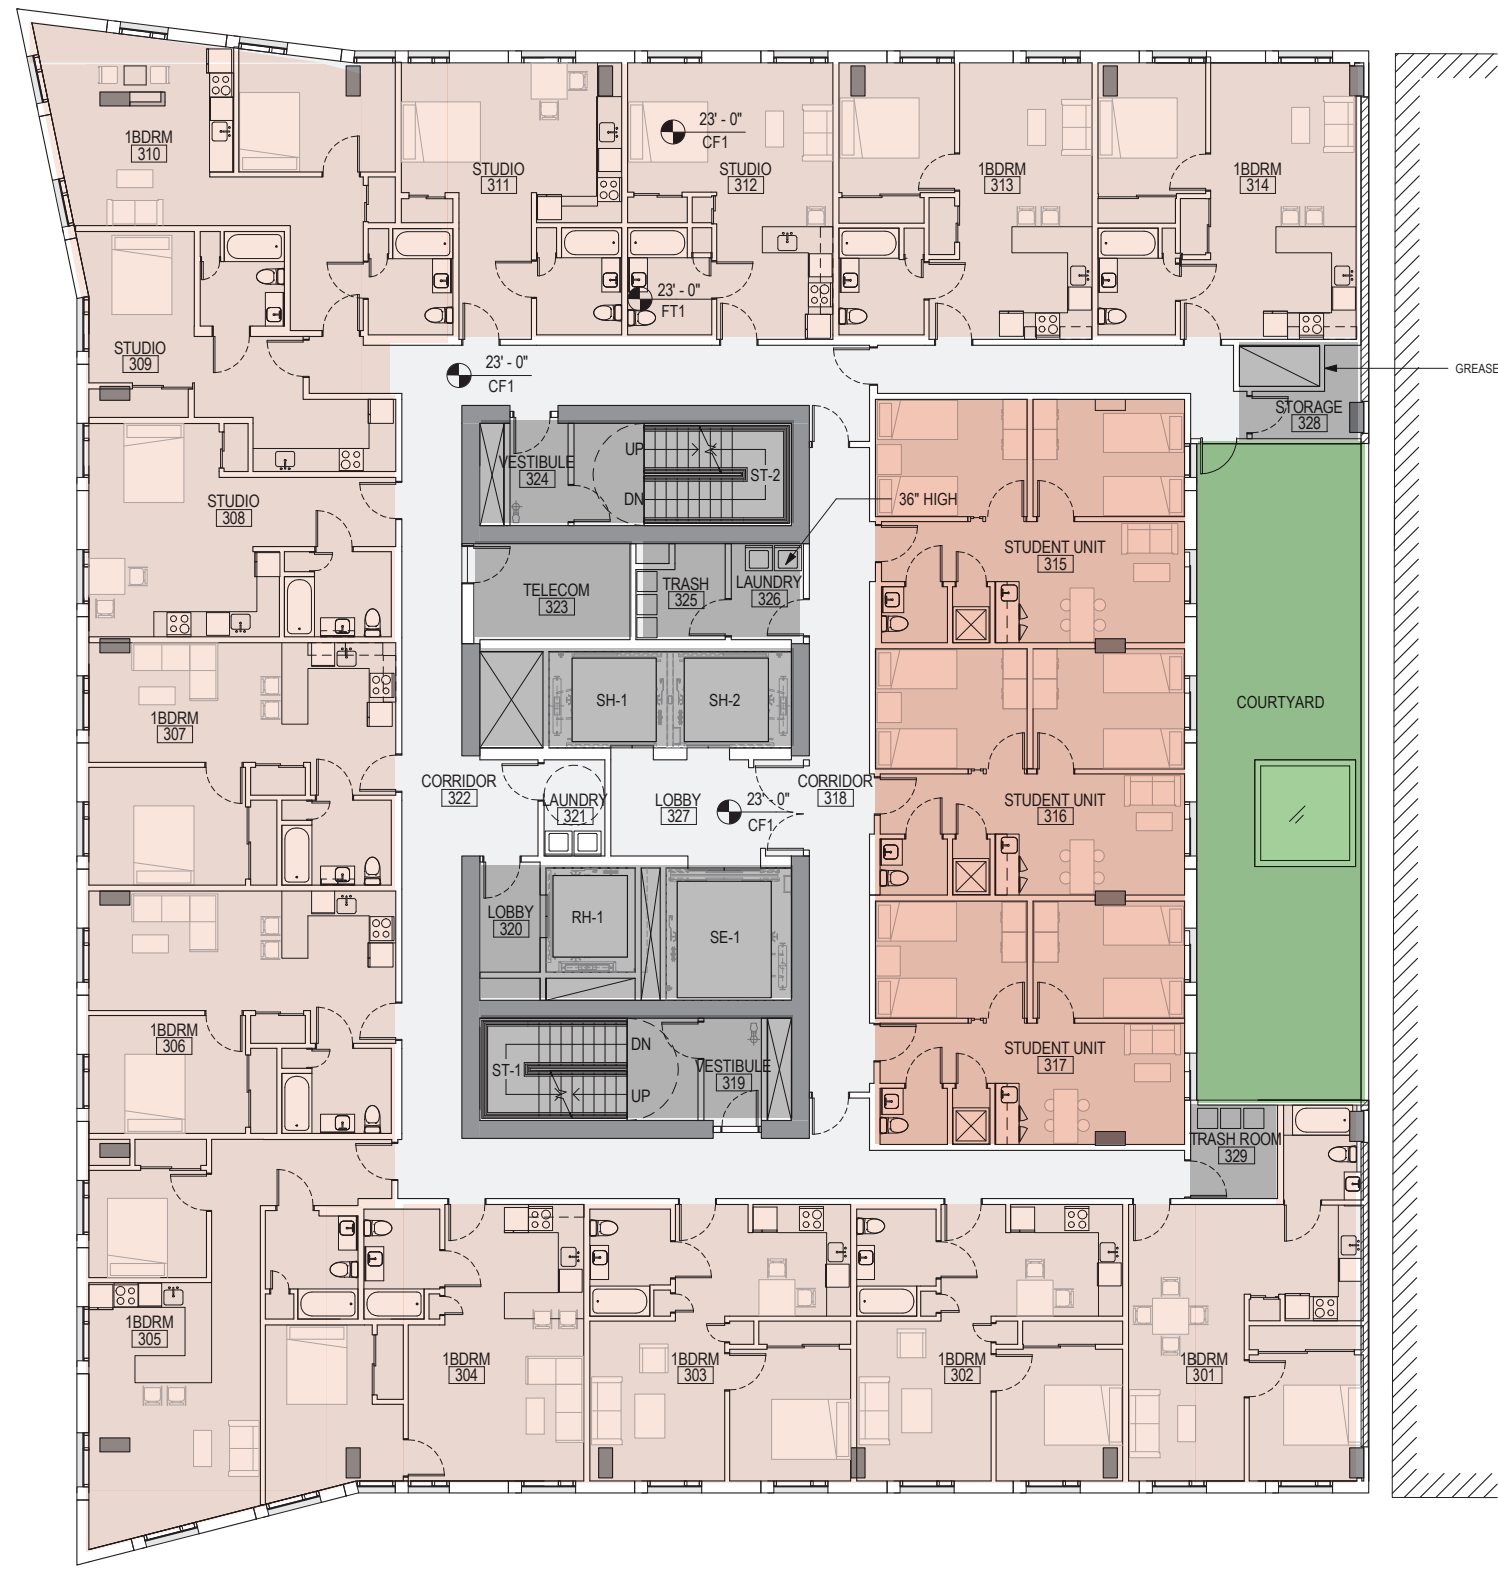 1BDRM
310
STUDIO
311
23' - 0"
CF1
STUDIO
312
1BDRM
313
1BDRM
314
23' - 0"
FT1
STUDIO
309
23' - 0"
CF1
GREASE
STORAGE
328
VESTIBULE
324
UP
DN
ST-2
36" HIGH
STUDIO
308
STUDENT UNIT
315
TELECOM
323
TRASH
325
LAUNDRY
326
COURTYARD
SH-1
SH-2
1BDRM
307
CORRIDOR
322
LAUNDRY
321
LOBBY
327
23' - 0"
CF1
CORRIDOR
318
STUDENT UNIT
316
LOBBY
320
RH-1
SE-1
1BDRM
306
ST-1
DN
UP
VESTIBULE
319
STUDENT UNIT
317
TRASH ROOM
329
1BDRM
305
1BDRM
304
1BDRM
303
1BDRM
302
1BDRM
301